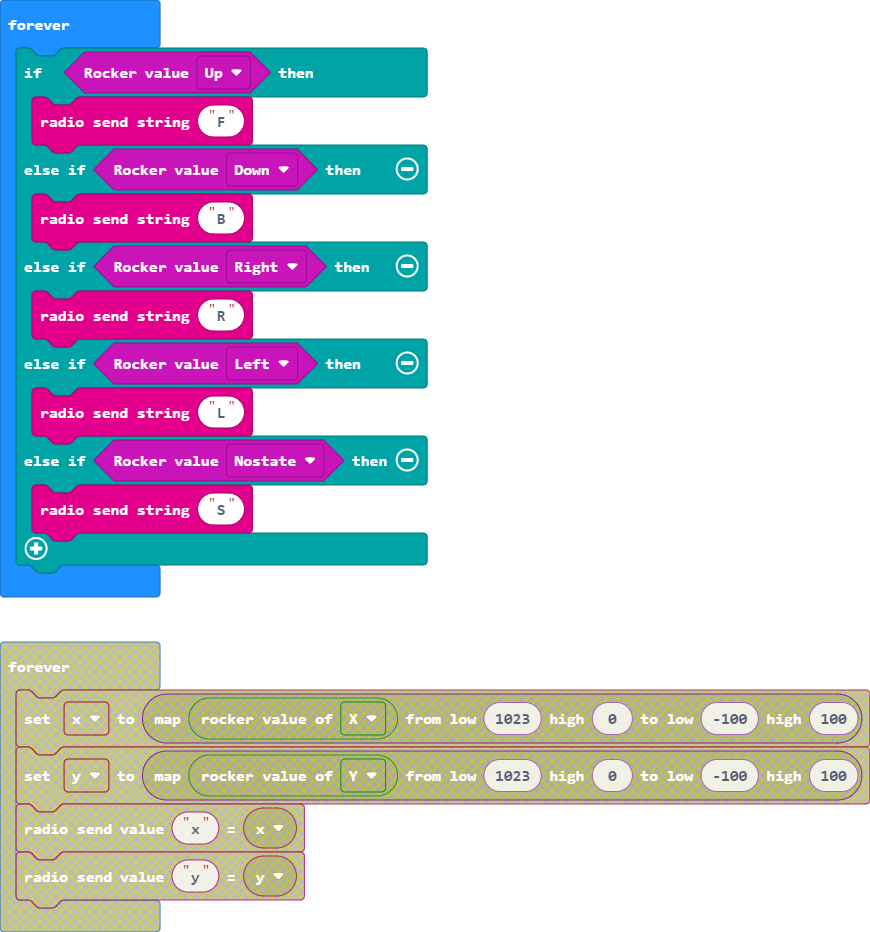 forever
if Rocker value Up then
radio send string "F"
else if Rocker value Down then
radio send string "B"
else if Rocker value Right then
radio send string "R"
else if Rocker value Left then
radio send string "L"
else if Rocker value Nostate then
radio send string "S"
forever
set x to map rocker value of X from low 1023 high 0 to low -100 high 100
set y to map rocker value of Y from low 1023 high 0 to low -100 high 100
radio send value "x" = x
radio send value "y" = y